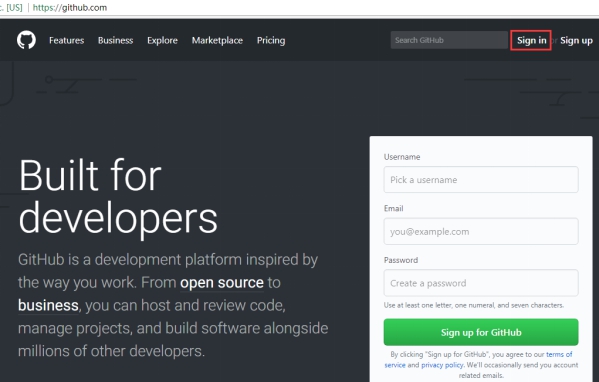 t. [US] | https://github.com
Features Business Explore Marketplace Pricing Search GitHub Sign in or Sign up
Built for
developers
GitHub is a development platform inspired by
the way you work. From open source to
business, you can host and review code,
manage projects, and build software alongside
millions of other developers.
Username
Pick a username
Email
you@example.com
Password
Create a password
Use at least one letter, one numeral, and seven characters.
Sign up for GitHub
By clicking "Sign up for GitHub", you agree to our terms of
service and privacy policy. We'll occasionally send you account
related emails.